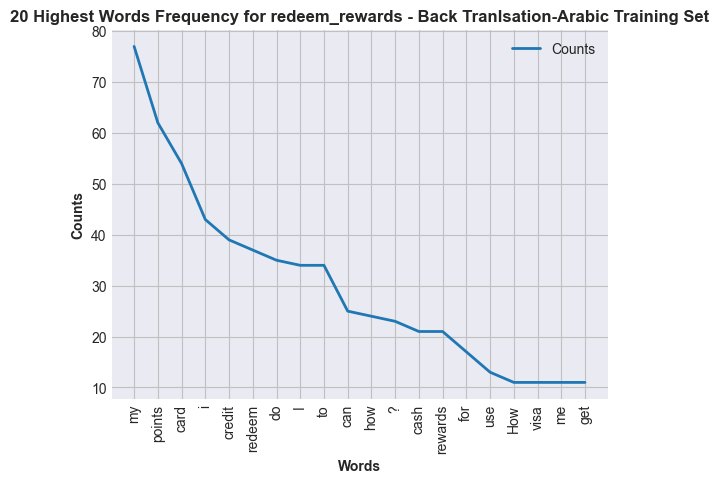 20 Highest Words Frequency for redeem_rewards - Back Tranlsation-Arabic Training Set
Counts
80
70
60
50
40
30
20
10
Counts
my
points
card
i
credit
redeem
do
I
to
can
how
?
cash
rewards
for
use
How
visa
me
get
Words